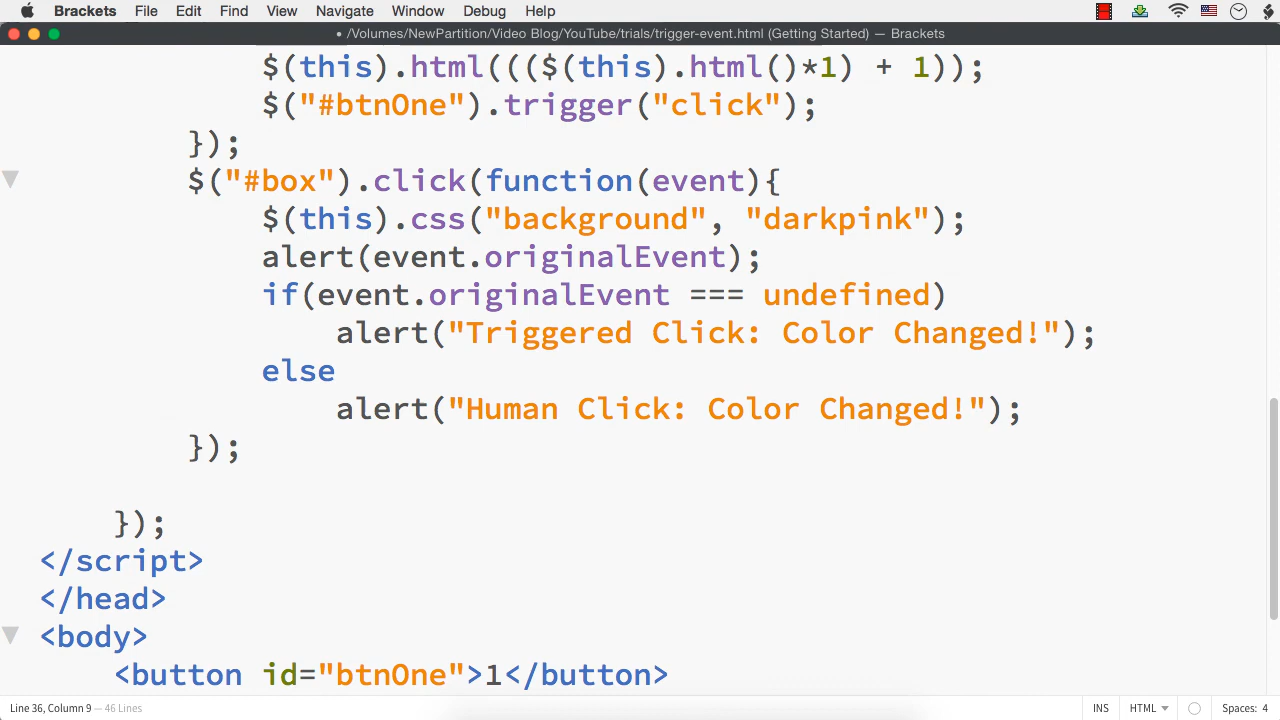 Brackets File Edit Find View Navigate Window Debug Help
• /Volumes/NewPartition/Video Blog/YouTube/trials/trigger-event.html (Getting Started) — Brackets
$(this).html((($(this).html()*1) + 1));
$("#btnOne").trigger("click");
});
$("#box").click(function(event){
$(this).css("background", "darkpink");
alert(event.originalEvent);
if(event.originalEvent === undefined)
alert("Triggered Click: Color Changed!");
else
alert("Human Click: Color Changed!");
});
});
</script>
</head>
<body>
<button id="btnOne">1</button>
Line 36, Column 9 — 46 Lines INS HTML Spaces: 4